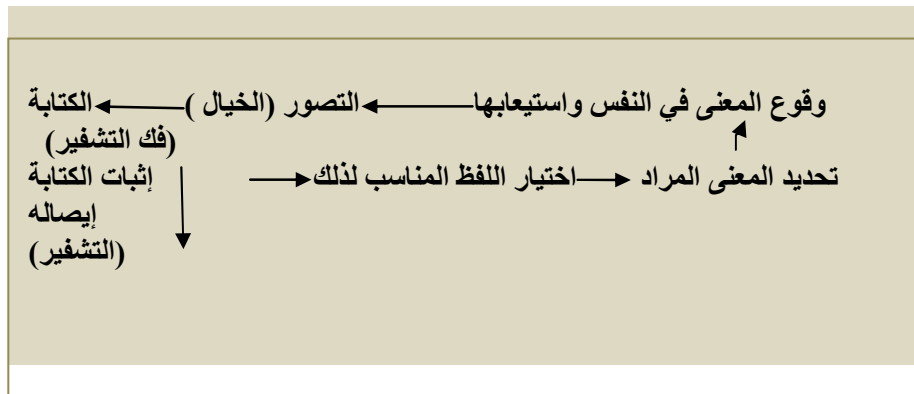 وقوع المعنى في النفس واستيعابها التصور (الخيال ) الكتابة
(فك التشفير)
تحديد المعنى المراد اختيار اللفظ المناسب لذلك إثبات الكتابة
إيصاله
(التشفير)